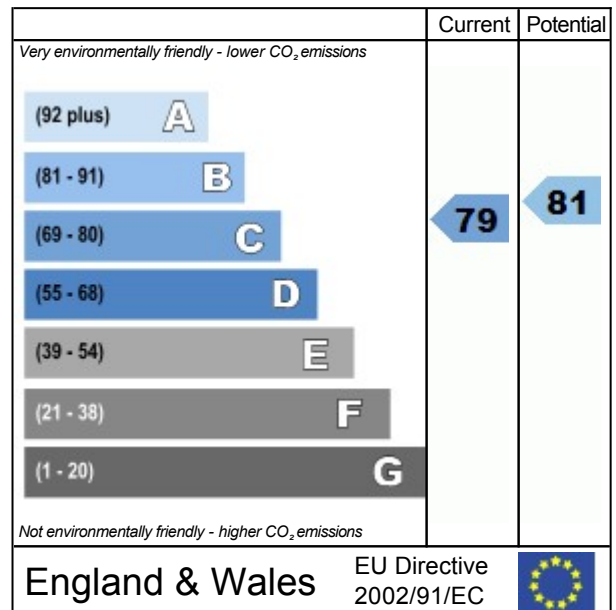 Current Potential
Very environmentally friendly - lower CO₂ emissions
(92 plus) A
(81 - 91) B
(69 - 80) C
(55 - 68) D
(39 - 54) E
(21 - 38) F
(1 - 20) G
79
81
Not environmentally friendly - higher CO₂ emissions
England & Wales
EU Directive
2002/91/EC